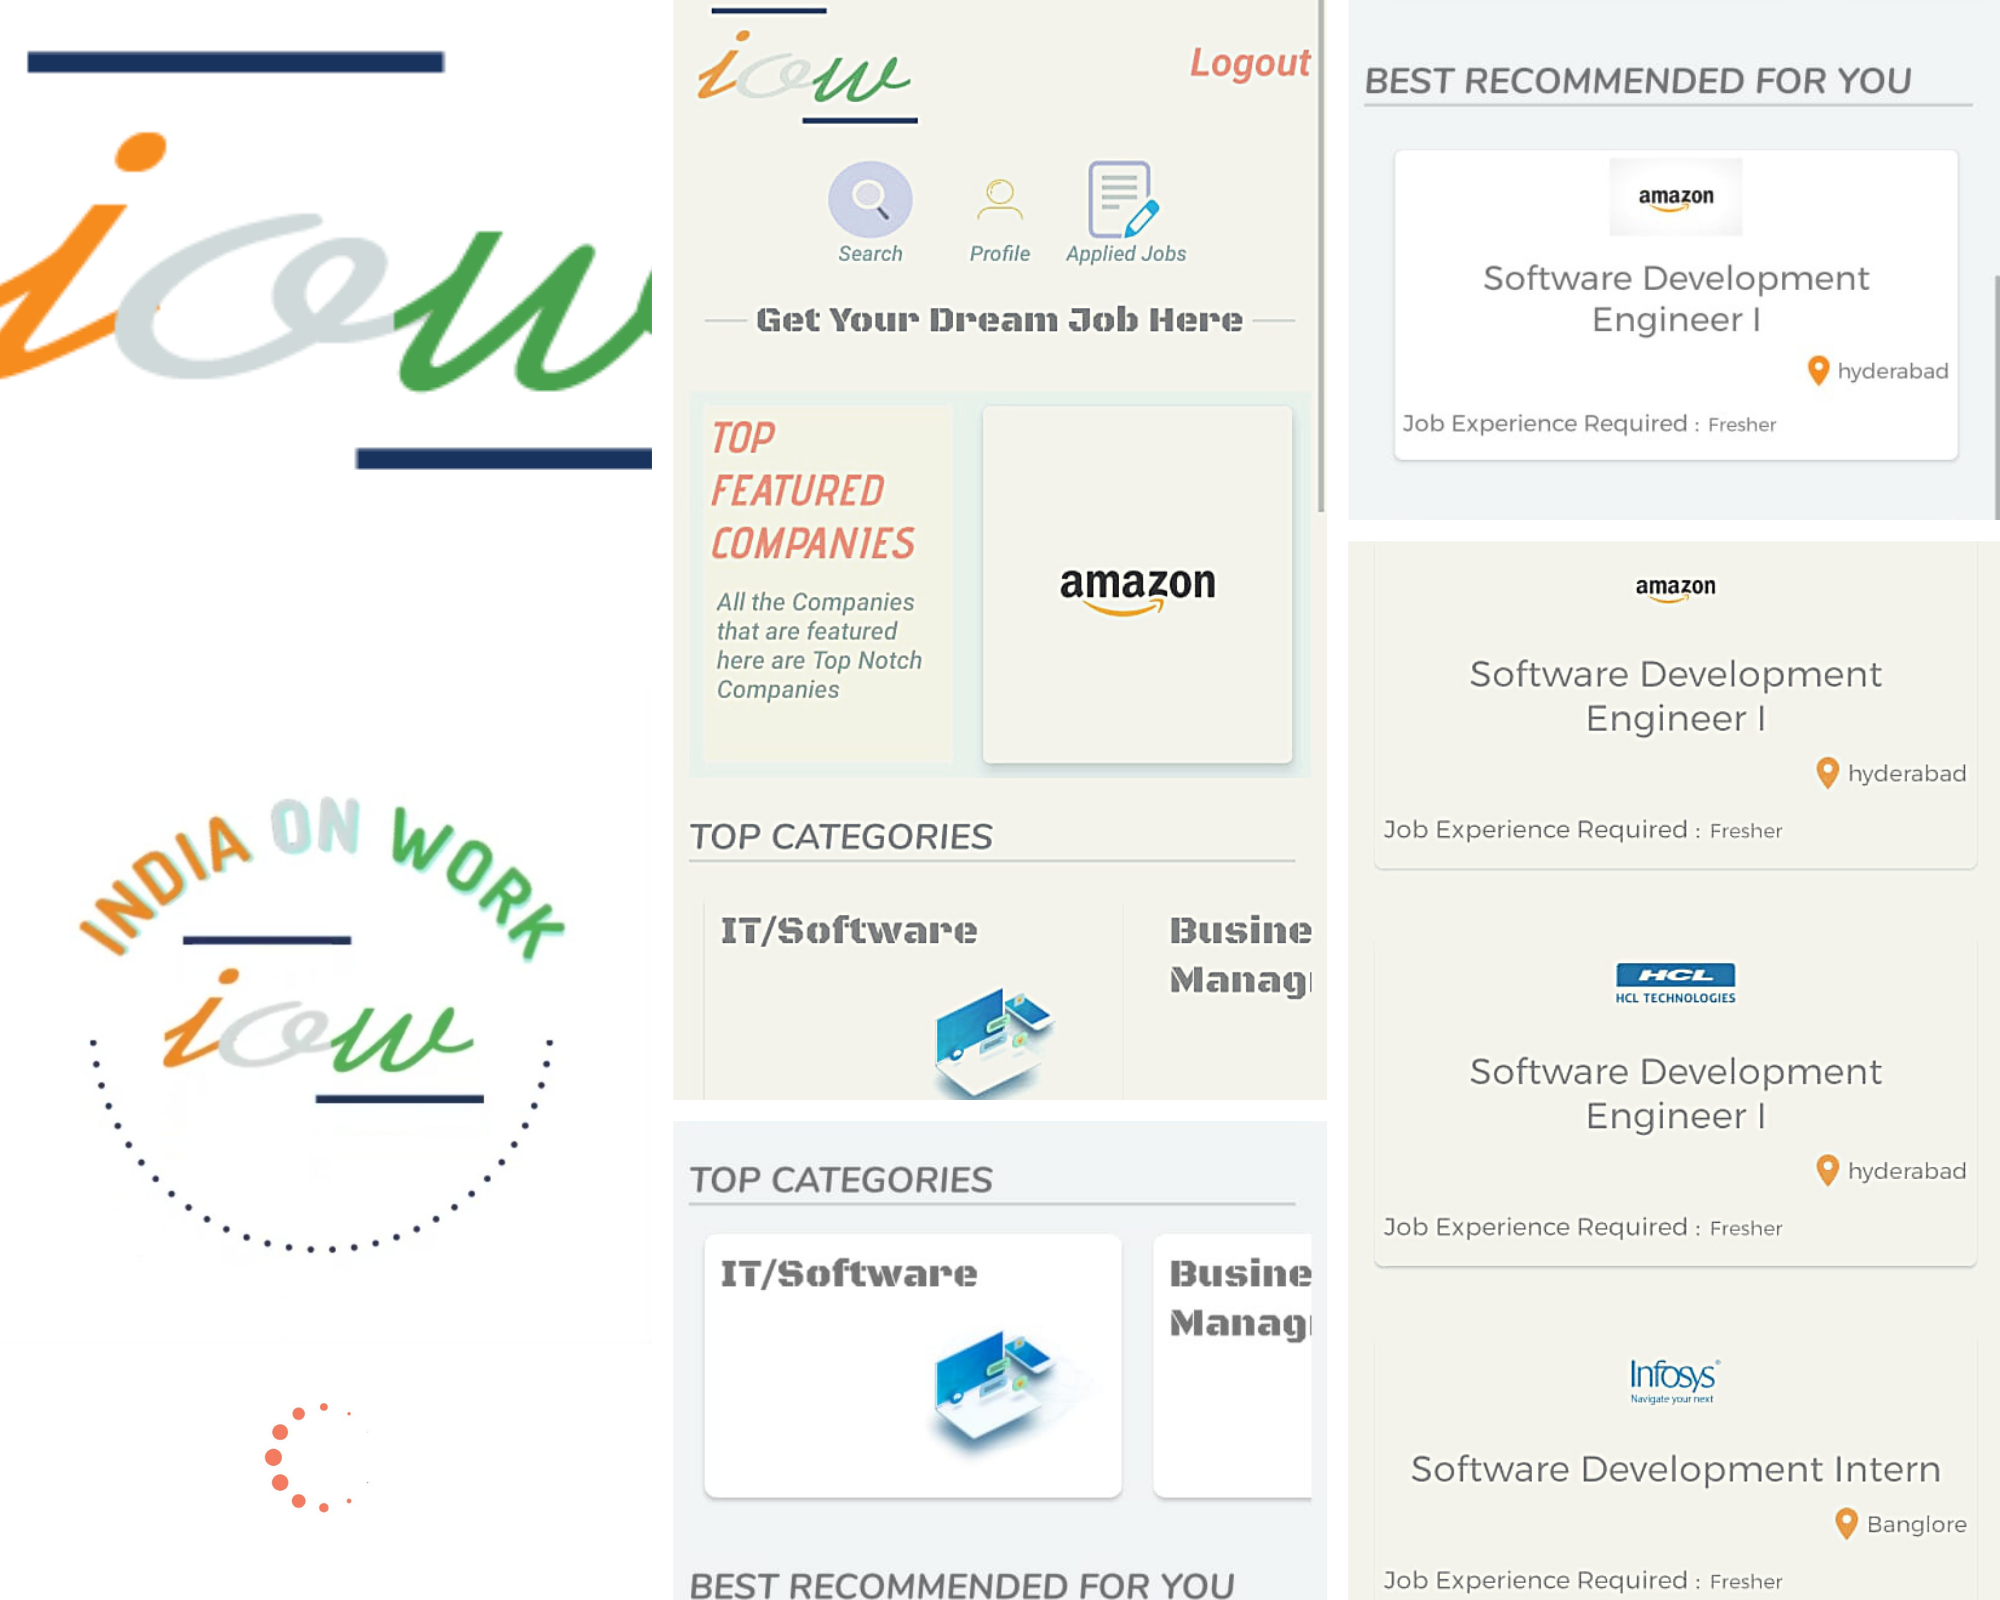 iow
INDIA ON WORK
iow
iow
Logout
Search
Profile
Applied Jobs
Get Your Dream Job Here
TOP
FEATURED
COMPANIES
All the Companies
that are featured
here are Top Notch
Companies
amazon
TOP CATEGORIES
IT/Software
Busine
Manag
TOP CATEGORIES
IT/Software
Busine
Manag
BEST RECOMMENDED FOR YOU
BEST RECOMMENDED FOR YOU
amazon
Software Development
Engineer I
hyderabad
Job Experience Required : Fresher
amazon
Software Development
Engineer I
hyderabad
Job Experience Required : Fresher
HCL
HCL TECHNOLOGIES
Software Development
Engineer I
hyderabad
Job Experience Required : Fresher
Infosys®
Navigate your next
Software Development Intern
Banglore
Job Experience Required : Fresher